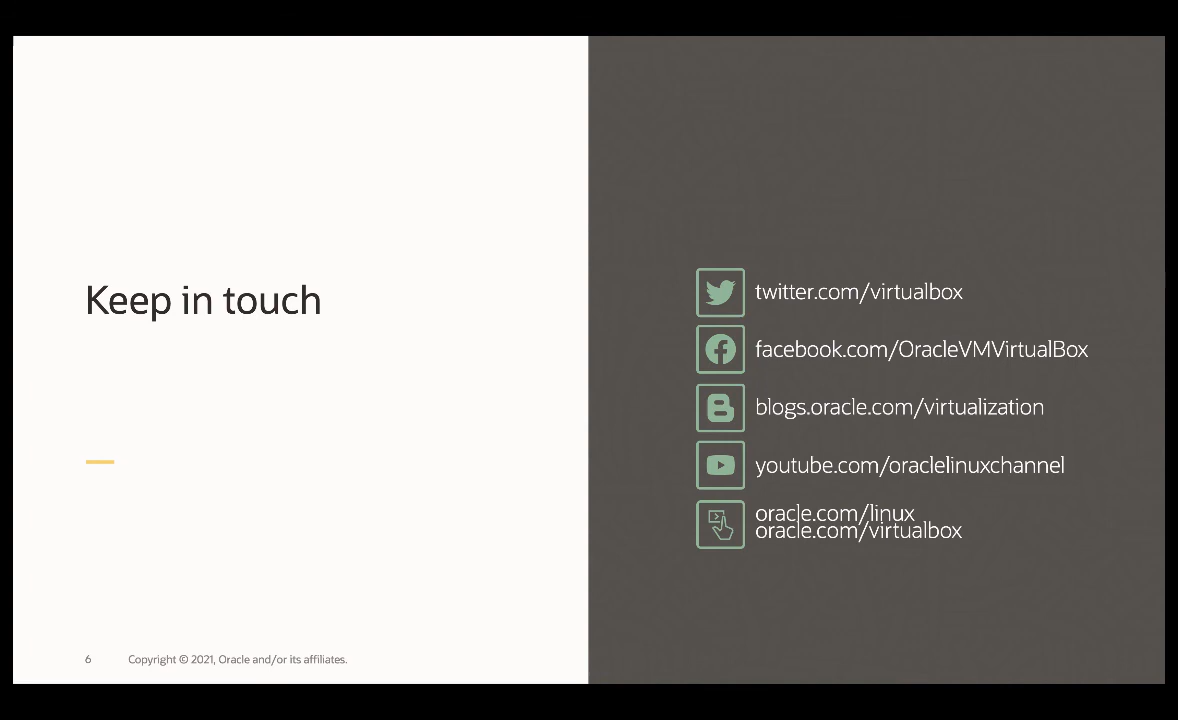 Keep in touch
twitter.com/virtualbox
facebook.com/OracleVMVirtualBox
blogs.oracle.com/virtualization
youtube.com/oraclelinuxchannel
oracle.com/linux
oracle.com/virtualbox
6 Copyright © 2021, Oracle and/or its affiliates.